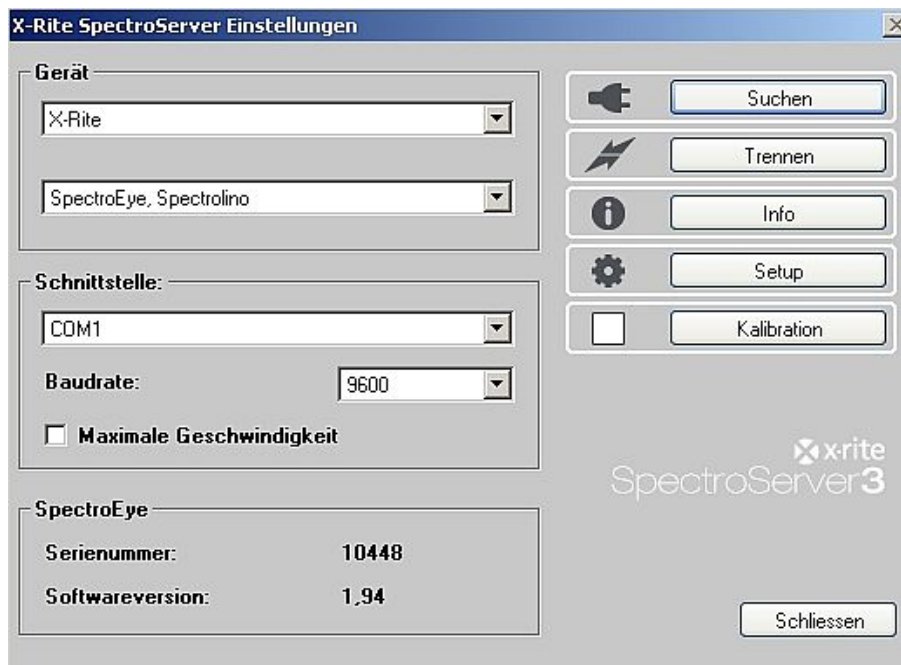 X-Rite SpectroServer Einstellungen
Gerät
X-Rite
SpectroEye, Spectrolino
Schnittstelle:
COM1
Baudrate: 9600
Maximale Geschwindigkeit
SpectroEye
Serienummer: 10448
Softwareversion: 1,94
Suchen
Trennen
Info
Setup
Kalibration
x-rite
SpectroServer3
Schliessen